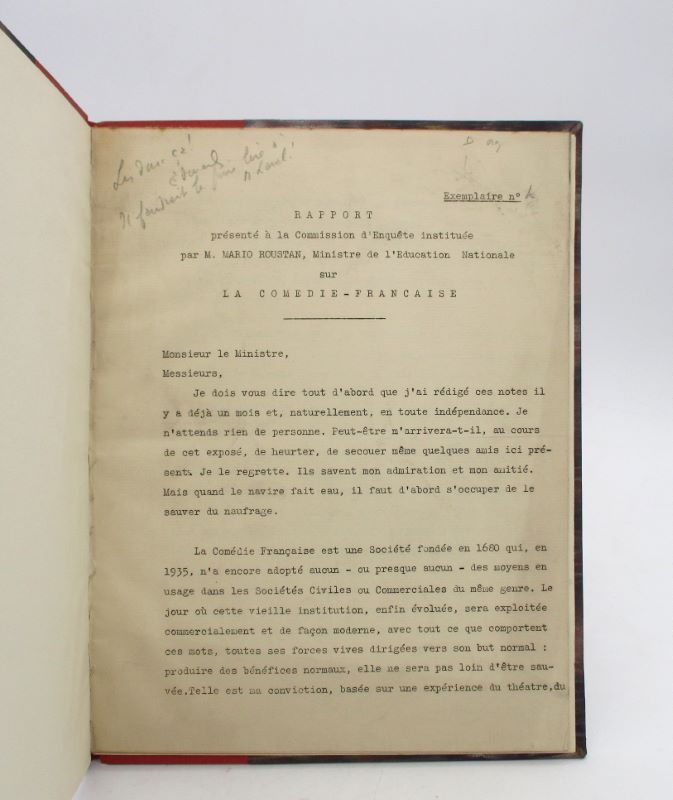 Il faudrait le faire lire à
Exemplaire n°
RAPPORT
présenté à la Commission d'Enquête instituée
par M. MARIO ROUSTAN, Ministre de l'Education Nationale
sur
LA COMEDIE-FRANCAISE
Monsieur le Ministre,
Messieurs,
Je dois vous dire tout d'abord que j'ai rédigé ces notes il
y a déjà un mois et, naturellement, en toute indépendance. Je
n'attends rien de personne. Peut-être m'arrivera-t-il, au cours
de cet exposé, de heurter, de secouer même quelques amis ici pré-
sents. Je le regrette. Ils savent mon admiration et mon amitié.
Mais quand le navire fait eau, il faut d'abord s'occuper de le
sauver du naufrage.
La Comédie Française est une Société fondée en 1680 qui, en
1935, n'a encore adopté aucun - ou presque aucun - des moyens en
usage dans les Sociétés Civiles ou Commerciales du même genre. Le
jour où cette vieille institution, enfin évoluée, sera exploitée
commercialement et de façon moderne, avec tout ce que comportent
ces mots, toutes ses forces vives dirigées vers son but normal :
produire des bénéfices normaux, elle ne sera pas loin d'être sau-
vée.Telle est ma conviction, basée sur une expérience du théatre,du